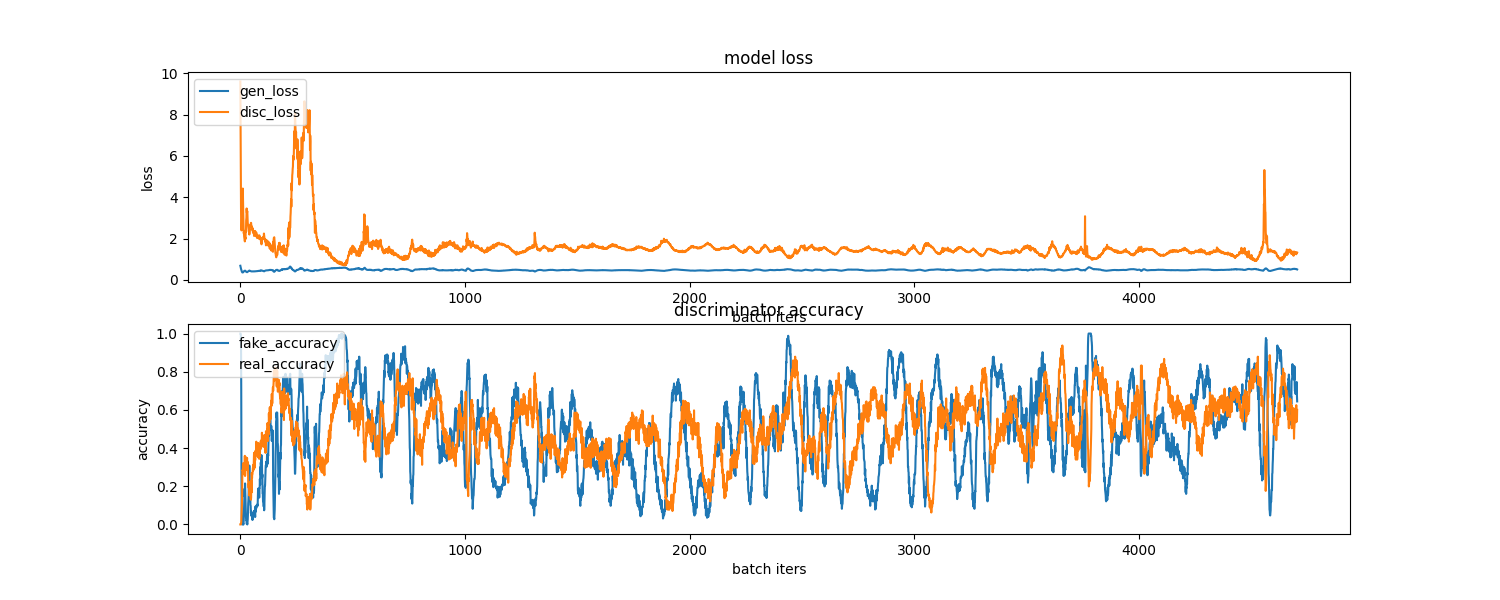 model loss
10
8
6
4
2
0
loss
gen_loss
disc_loss
0 1000 2000 3000 4000
batch iters
discriminator accuracy
1.0
0.8
0.6
0.4
0.2
0.0
accuracy
fake_accuracy
real_accuracy
0 1000 2000 3000 4000
batch iters